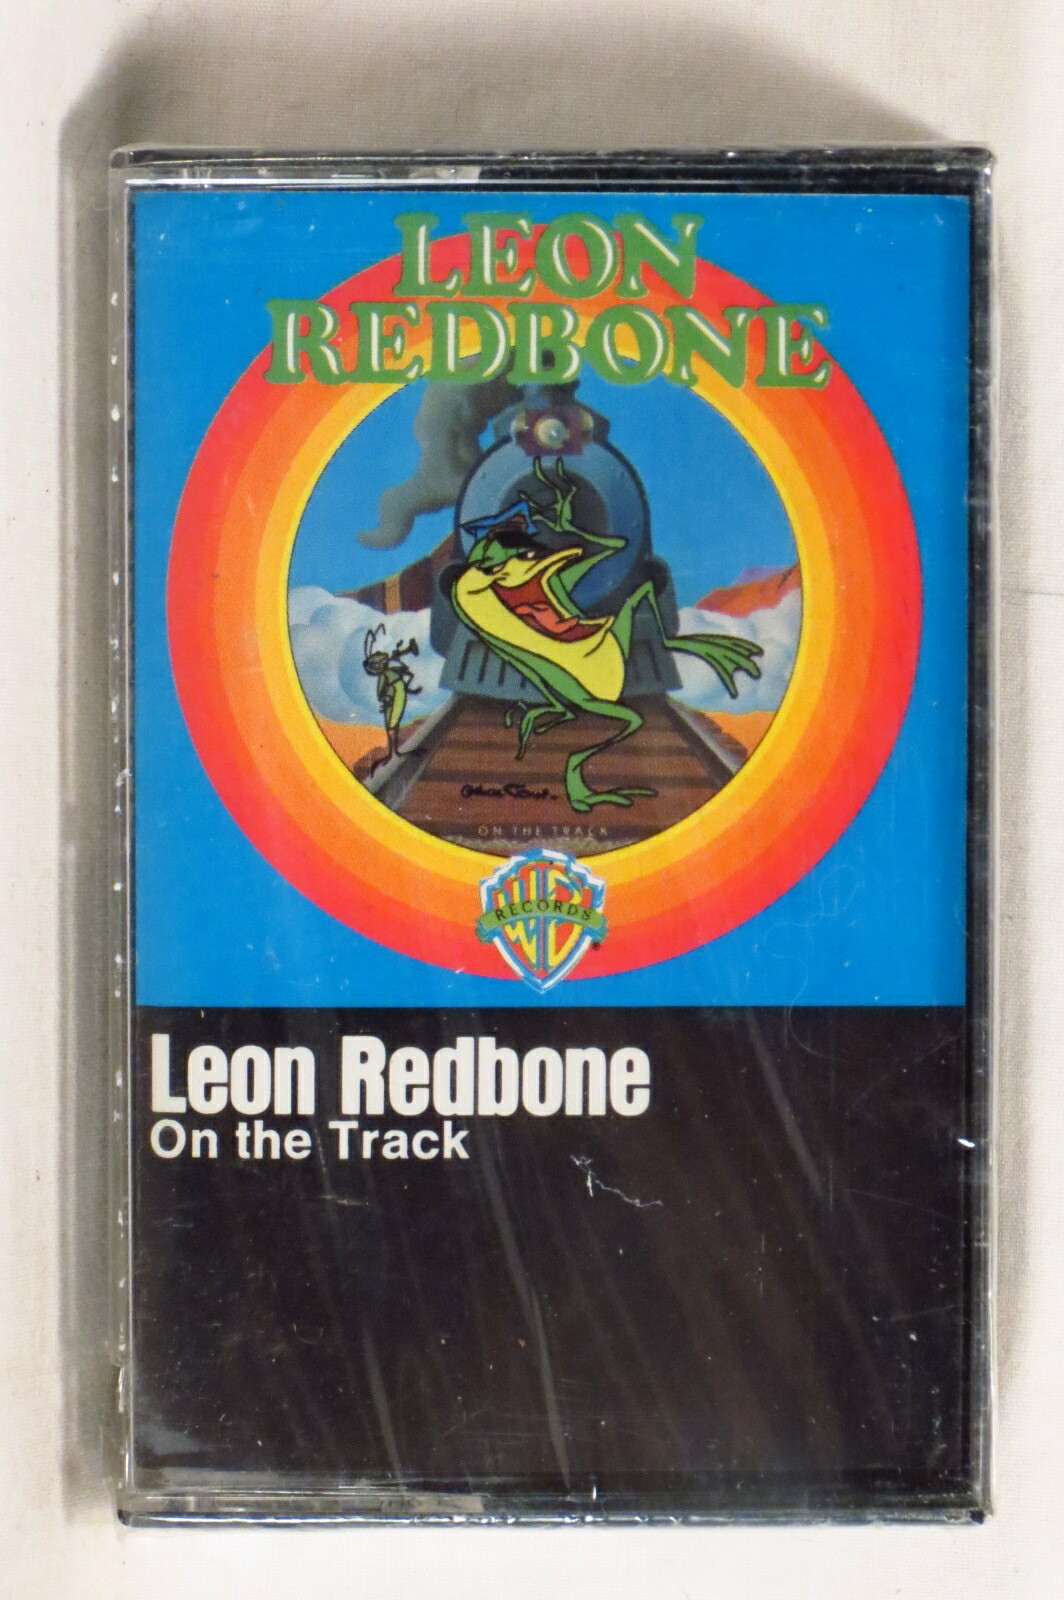 LEON
REDBONE
ON THE TRACK
WB
RECORDS
Leon Redbone
On the Track